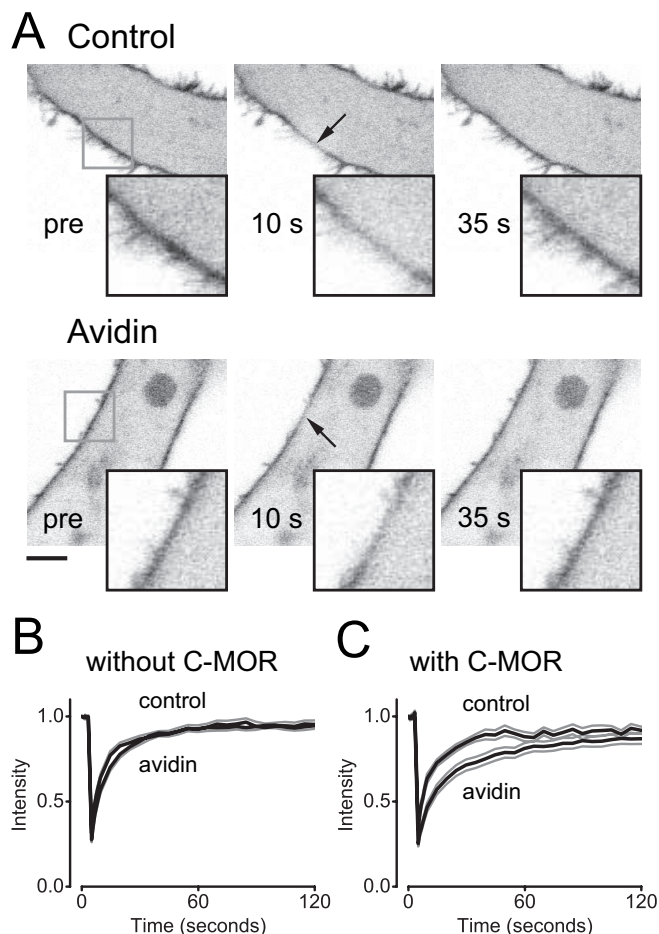 A Control
pre
10 s
35 s
Avidin
pre
10 s
35 s
B
without C-MOR
control
avidin
Intensity
1.0
0.5
0.0
0
60
120
Time (seconds)
C
with C-MOR
control
avidin
Intensity
1.0
0.5
0.0
0
60
120
Time (seconds)